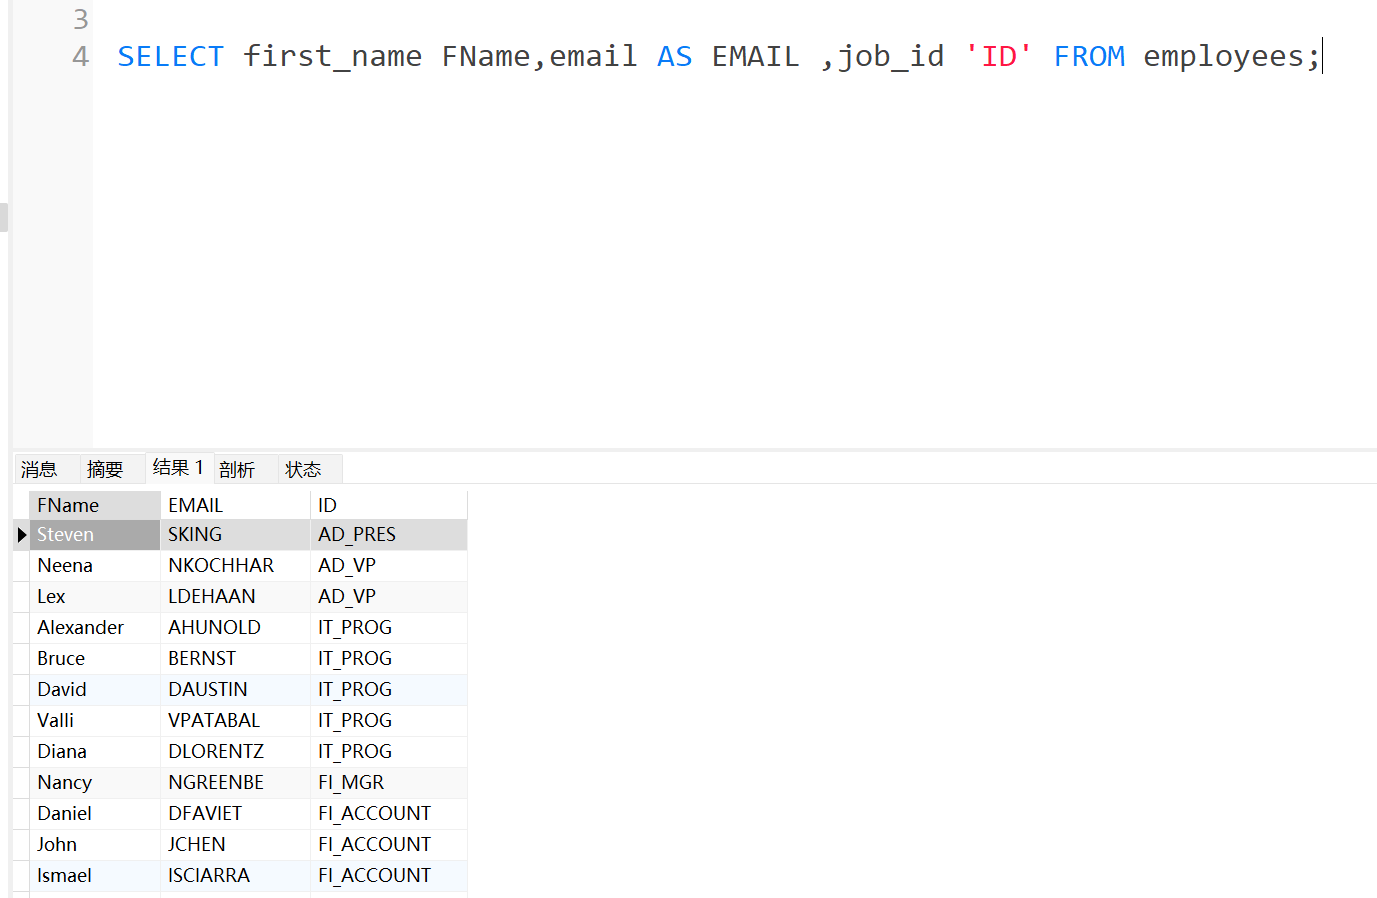 3
4 SELECT first_name FName,email AS EMAIL ,job_id 'ID' FROM employees;
消息 摘要 结果 1 剖析 状态
FName EMAIL ID
Steven SKING AD_PRES
Neena NKOCHHAR AD_VP
Lex LDEHAAN AD_VP
Alexander AHUNOLD IT_PROG
Bruce BERNST IT_PROG
David DAUSTIN IT_PROG
Valli VPATABAL IT_PROG
Diana DLORENTZ IT_PROG
Nancy NGREENBE FI_MGR
Daniel DFAVIET FI_ACCOUNT
John JCHEN FI_ACCOUNT
Ismael ISCIARRA FI_ACCOUNT